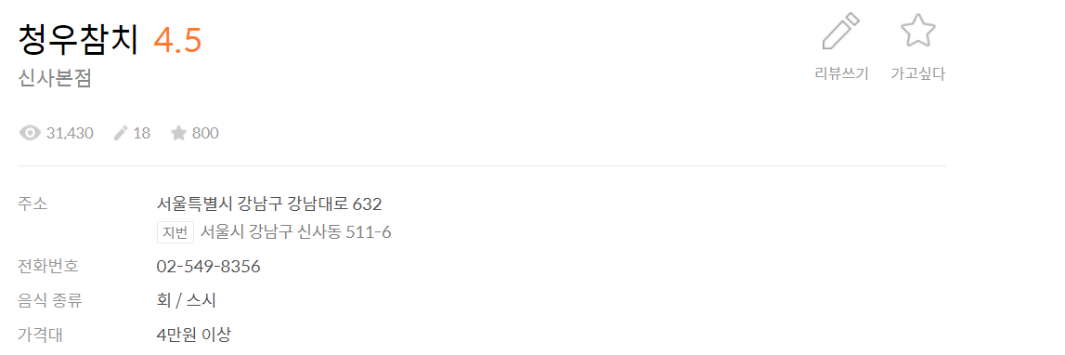 청우참치 4.5
신사본점
리뷰쓰기 가고싶다
31,430 18 800
주소 서울특별시 강남구 강남대로 632
지번 서울시 강남구 신사동 511-6
전화번호 02-549-8356
음식 종류 회 / 스시
가격대 4만원 이상